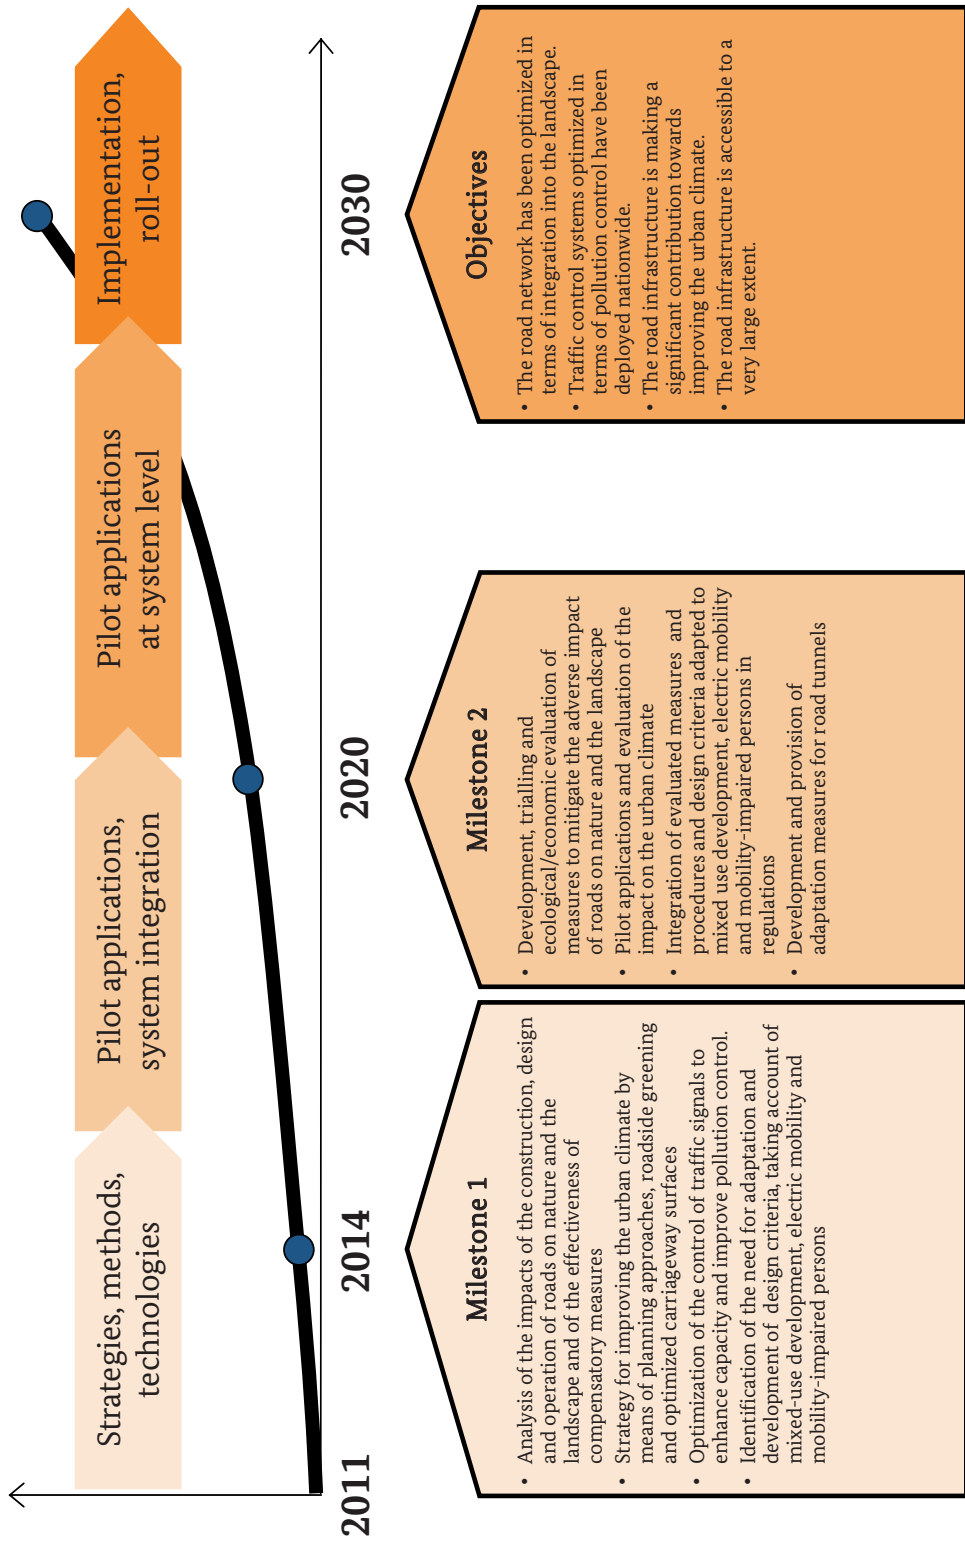 Strategies, methods,
technologies
Pilot applications,
system integration
Pilot applications
at system level
Implementation,
roll-out
2011
2014
2020
2030
Milestone 1
• Analysis of the impacts of the construction, design
and operation of roads on nature and the
landscape and of the effectiveness of
compensatory measures
• Strategy for improving the urban climate by
means of planning approaches, roadside greening
and optimized carriageway surfaces
• Optimization of the control of traffic signals to
enhance capacity and improve pollution control.
• Identification of the need for adaptation and
development of design criteria, taking account of
mixed-use development, electric mobility and
mobility-impaired persons
Milestone 2
• Development, trialling and
ecological/economic evaluation of
measures to mitigate the adverse impact
of roads on nature and the landscape
• Pilot applications and evaluation of the
impact on the urban climate
• Integration of evaluated measures and
procedures and design criteria adapted to
mixed use development, electric mobility
and mobility-impaired persons in
regulations
• Development and provision of
adaptation measures for road tunnels
Objectives
• The road network has been optimized in
terms of integration into the landscape.
• Traffic control systems optimized in
terms of pollution control have been
deployed nationwide.
• The road infrastructure is making a
significant contribution towards
improving the urban climate.
• The road infrastructure is accessible to a
very large extent.